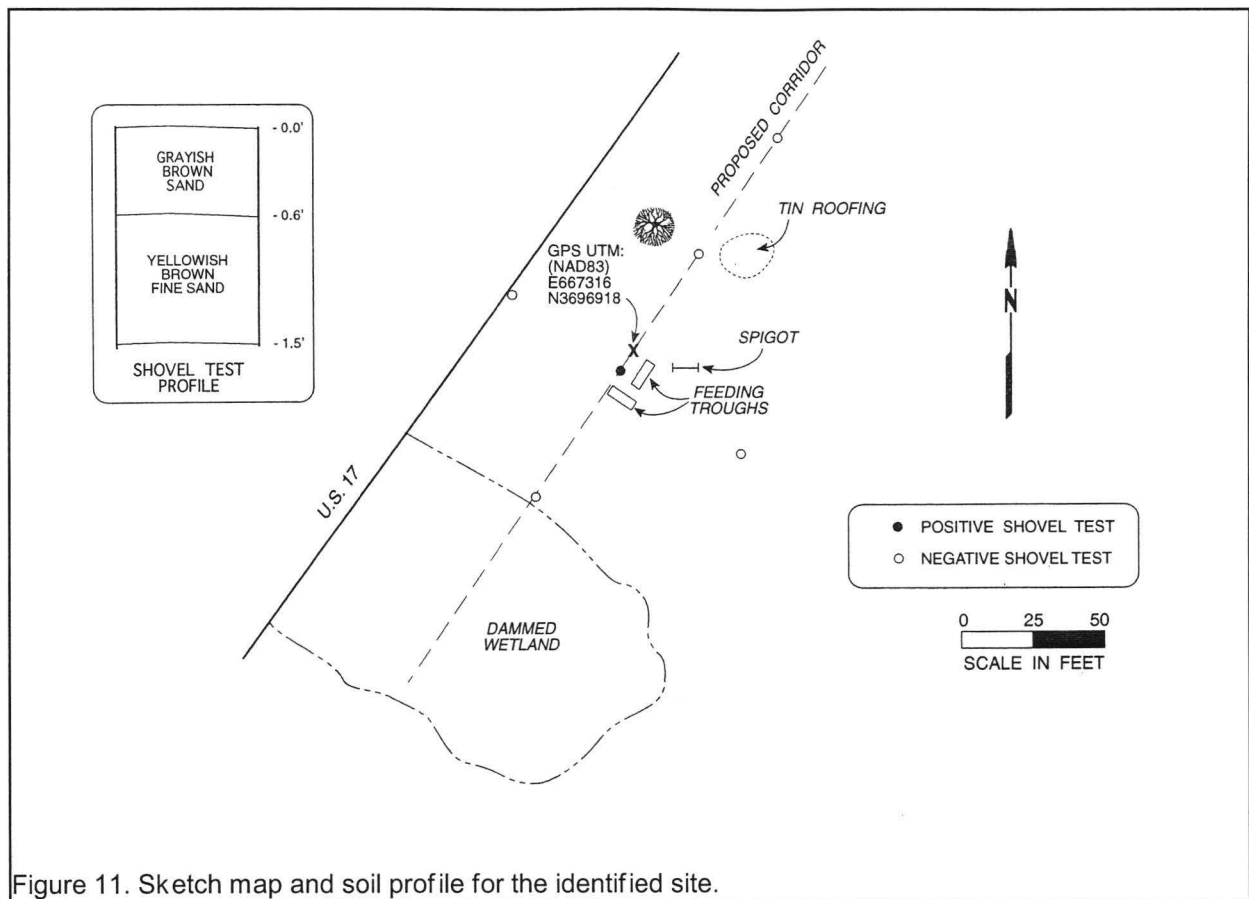 - 0.0'
GRAYISH
BROWN
SAND
- 0.6'
YELLOWISH
BROWN
FINE SAND
- 1.5'
SHOVEL TEST
PROFILE
PROPOSED CORRIDOR
TIN ROOFING
GPS UTM:
(NAD83)
E667316
N3696918
X
SPIGOT
FEEDING
TROUGHS
N
U.S. 17
DAMMED
WETLAND
POSITIVE SHOVEL TEST
NEGATIVE SHOVEL TEST
0 25 50
SCALE IN FEET
Figure 11. Sketch map and soil profile for the identified site.